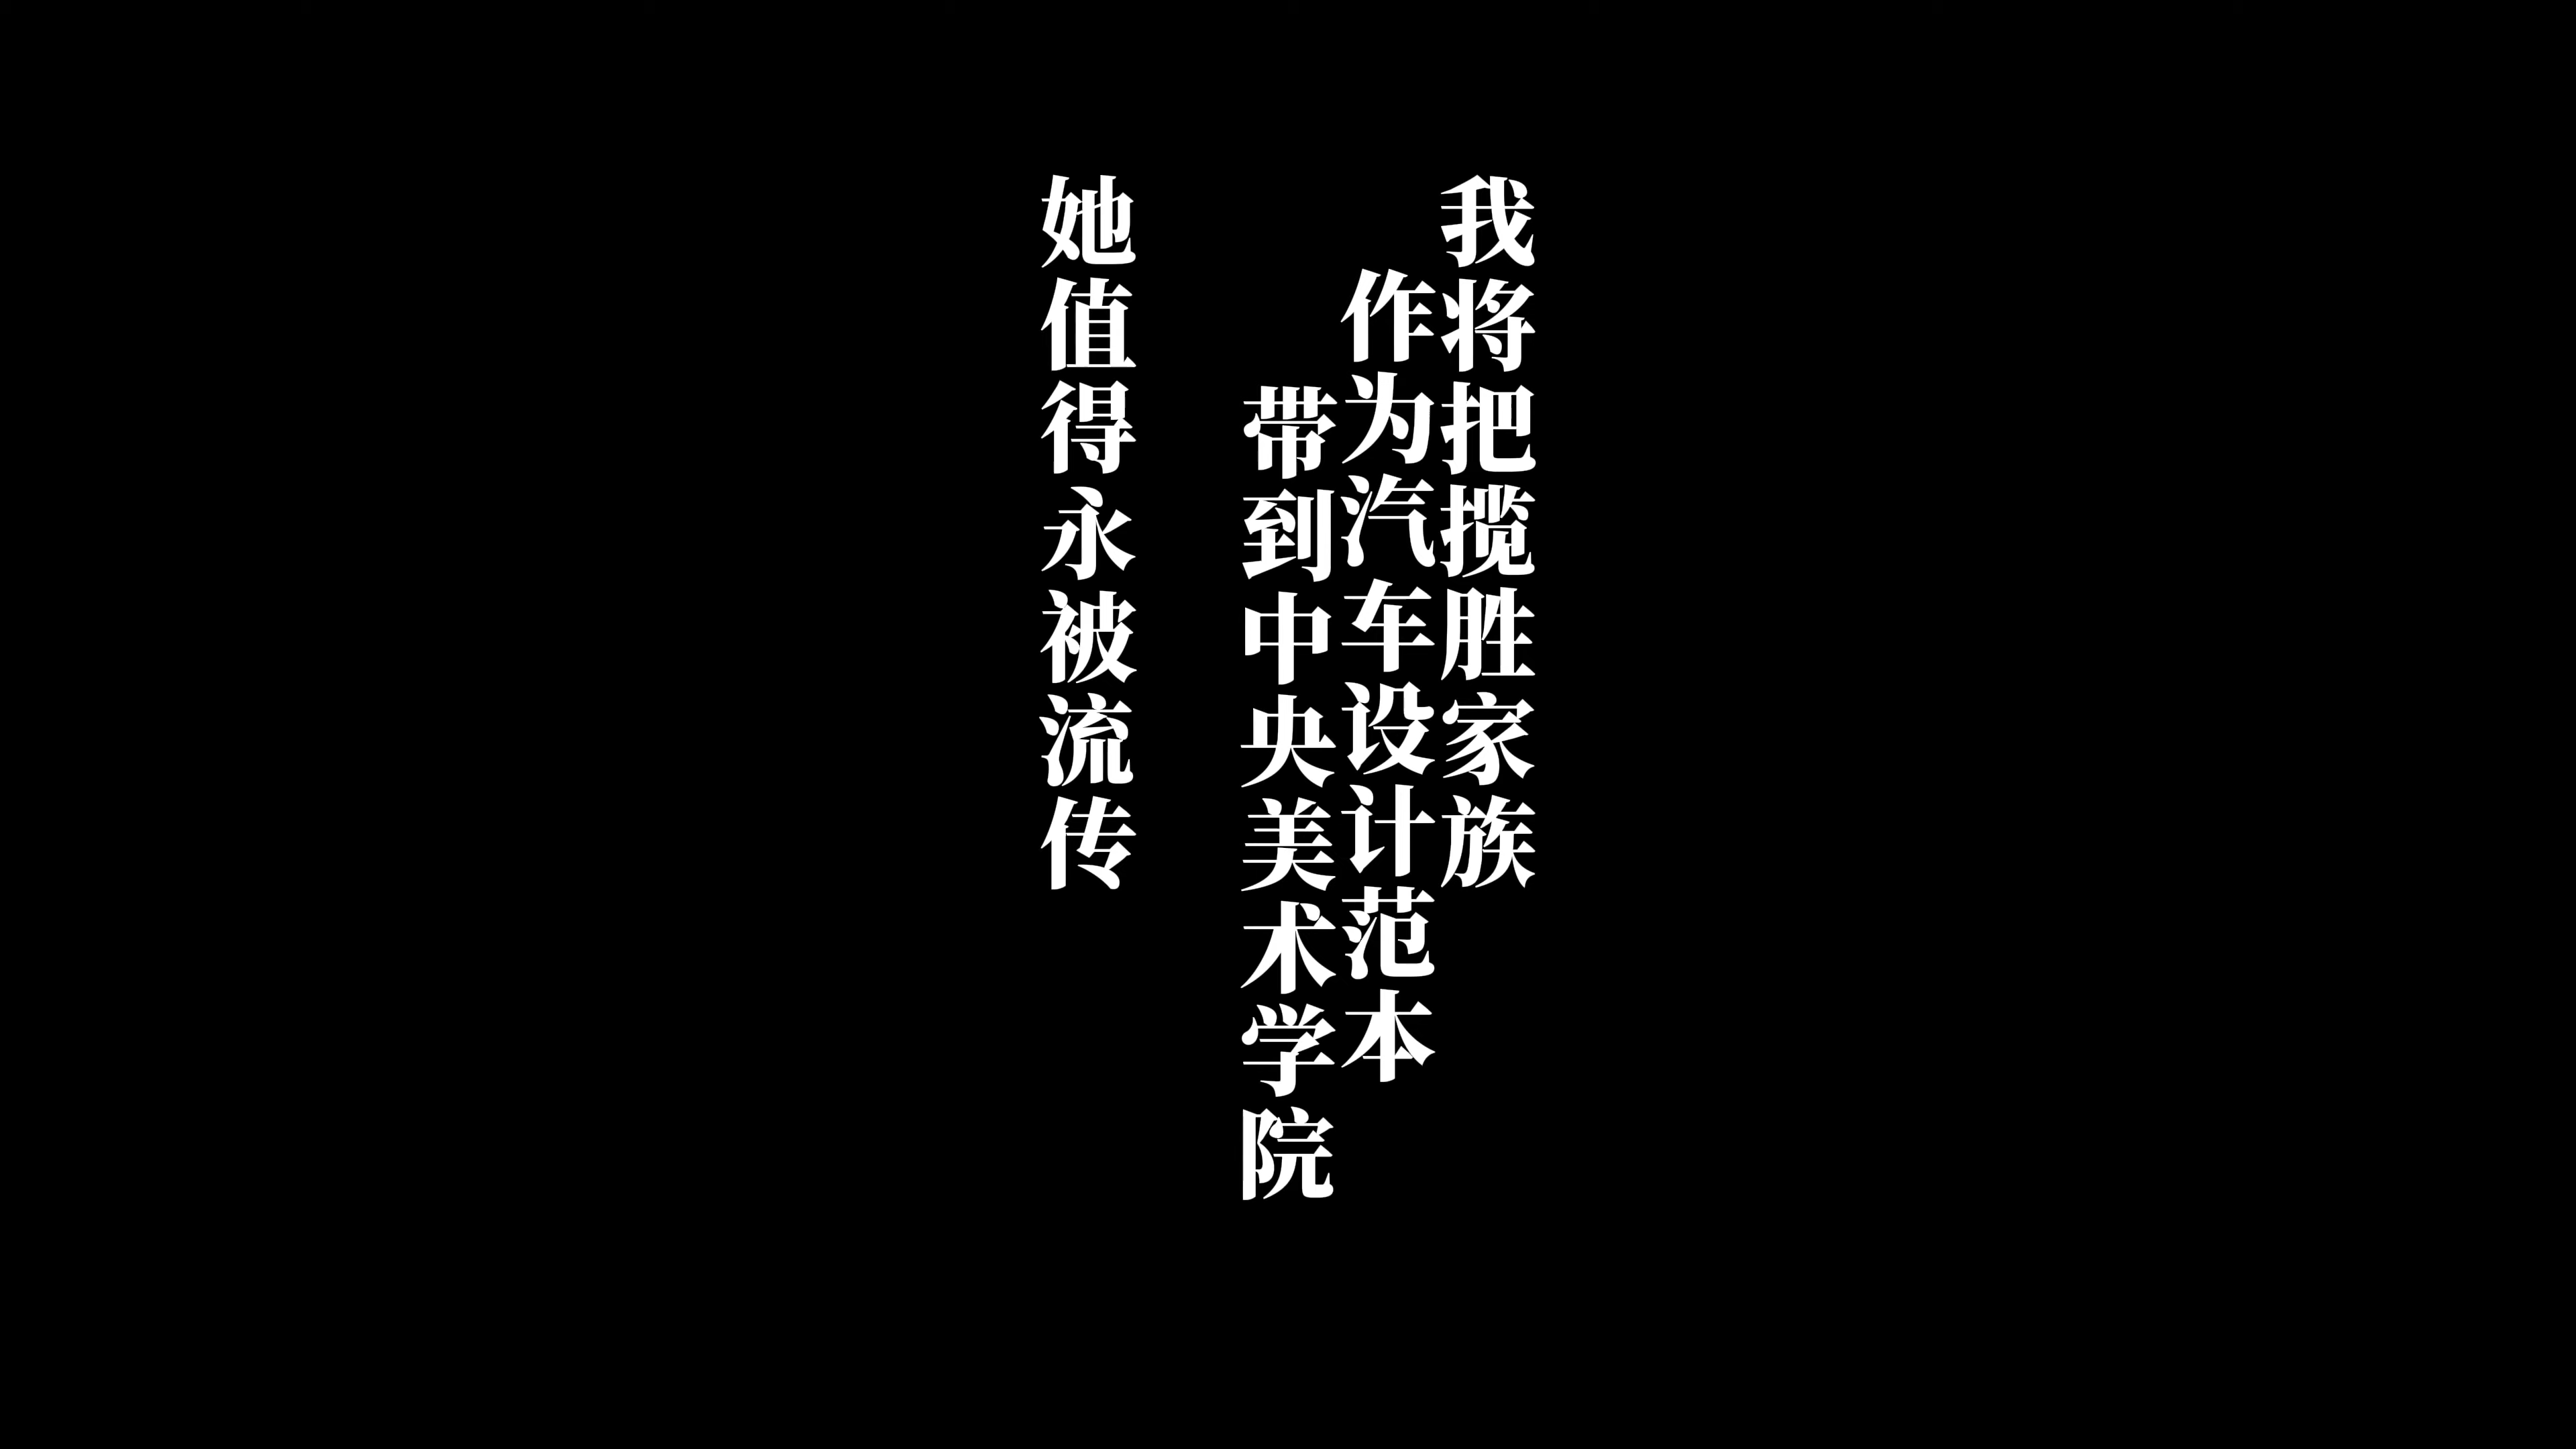 我将把揽胜家族
作为汽车设计范本
带到中央美术学院
她值得永被流传